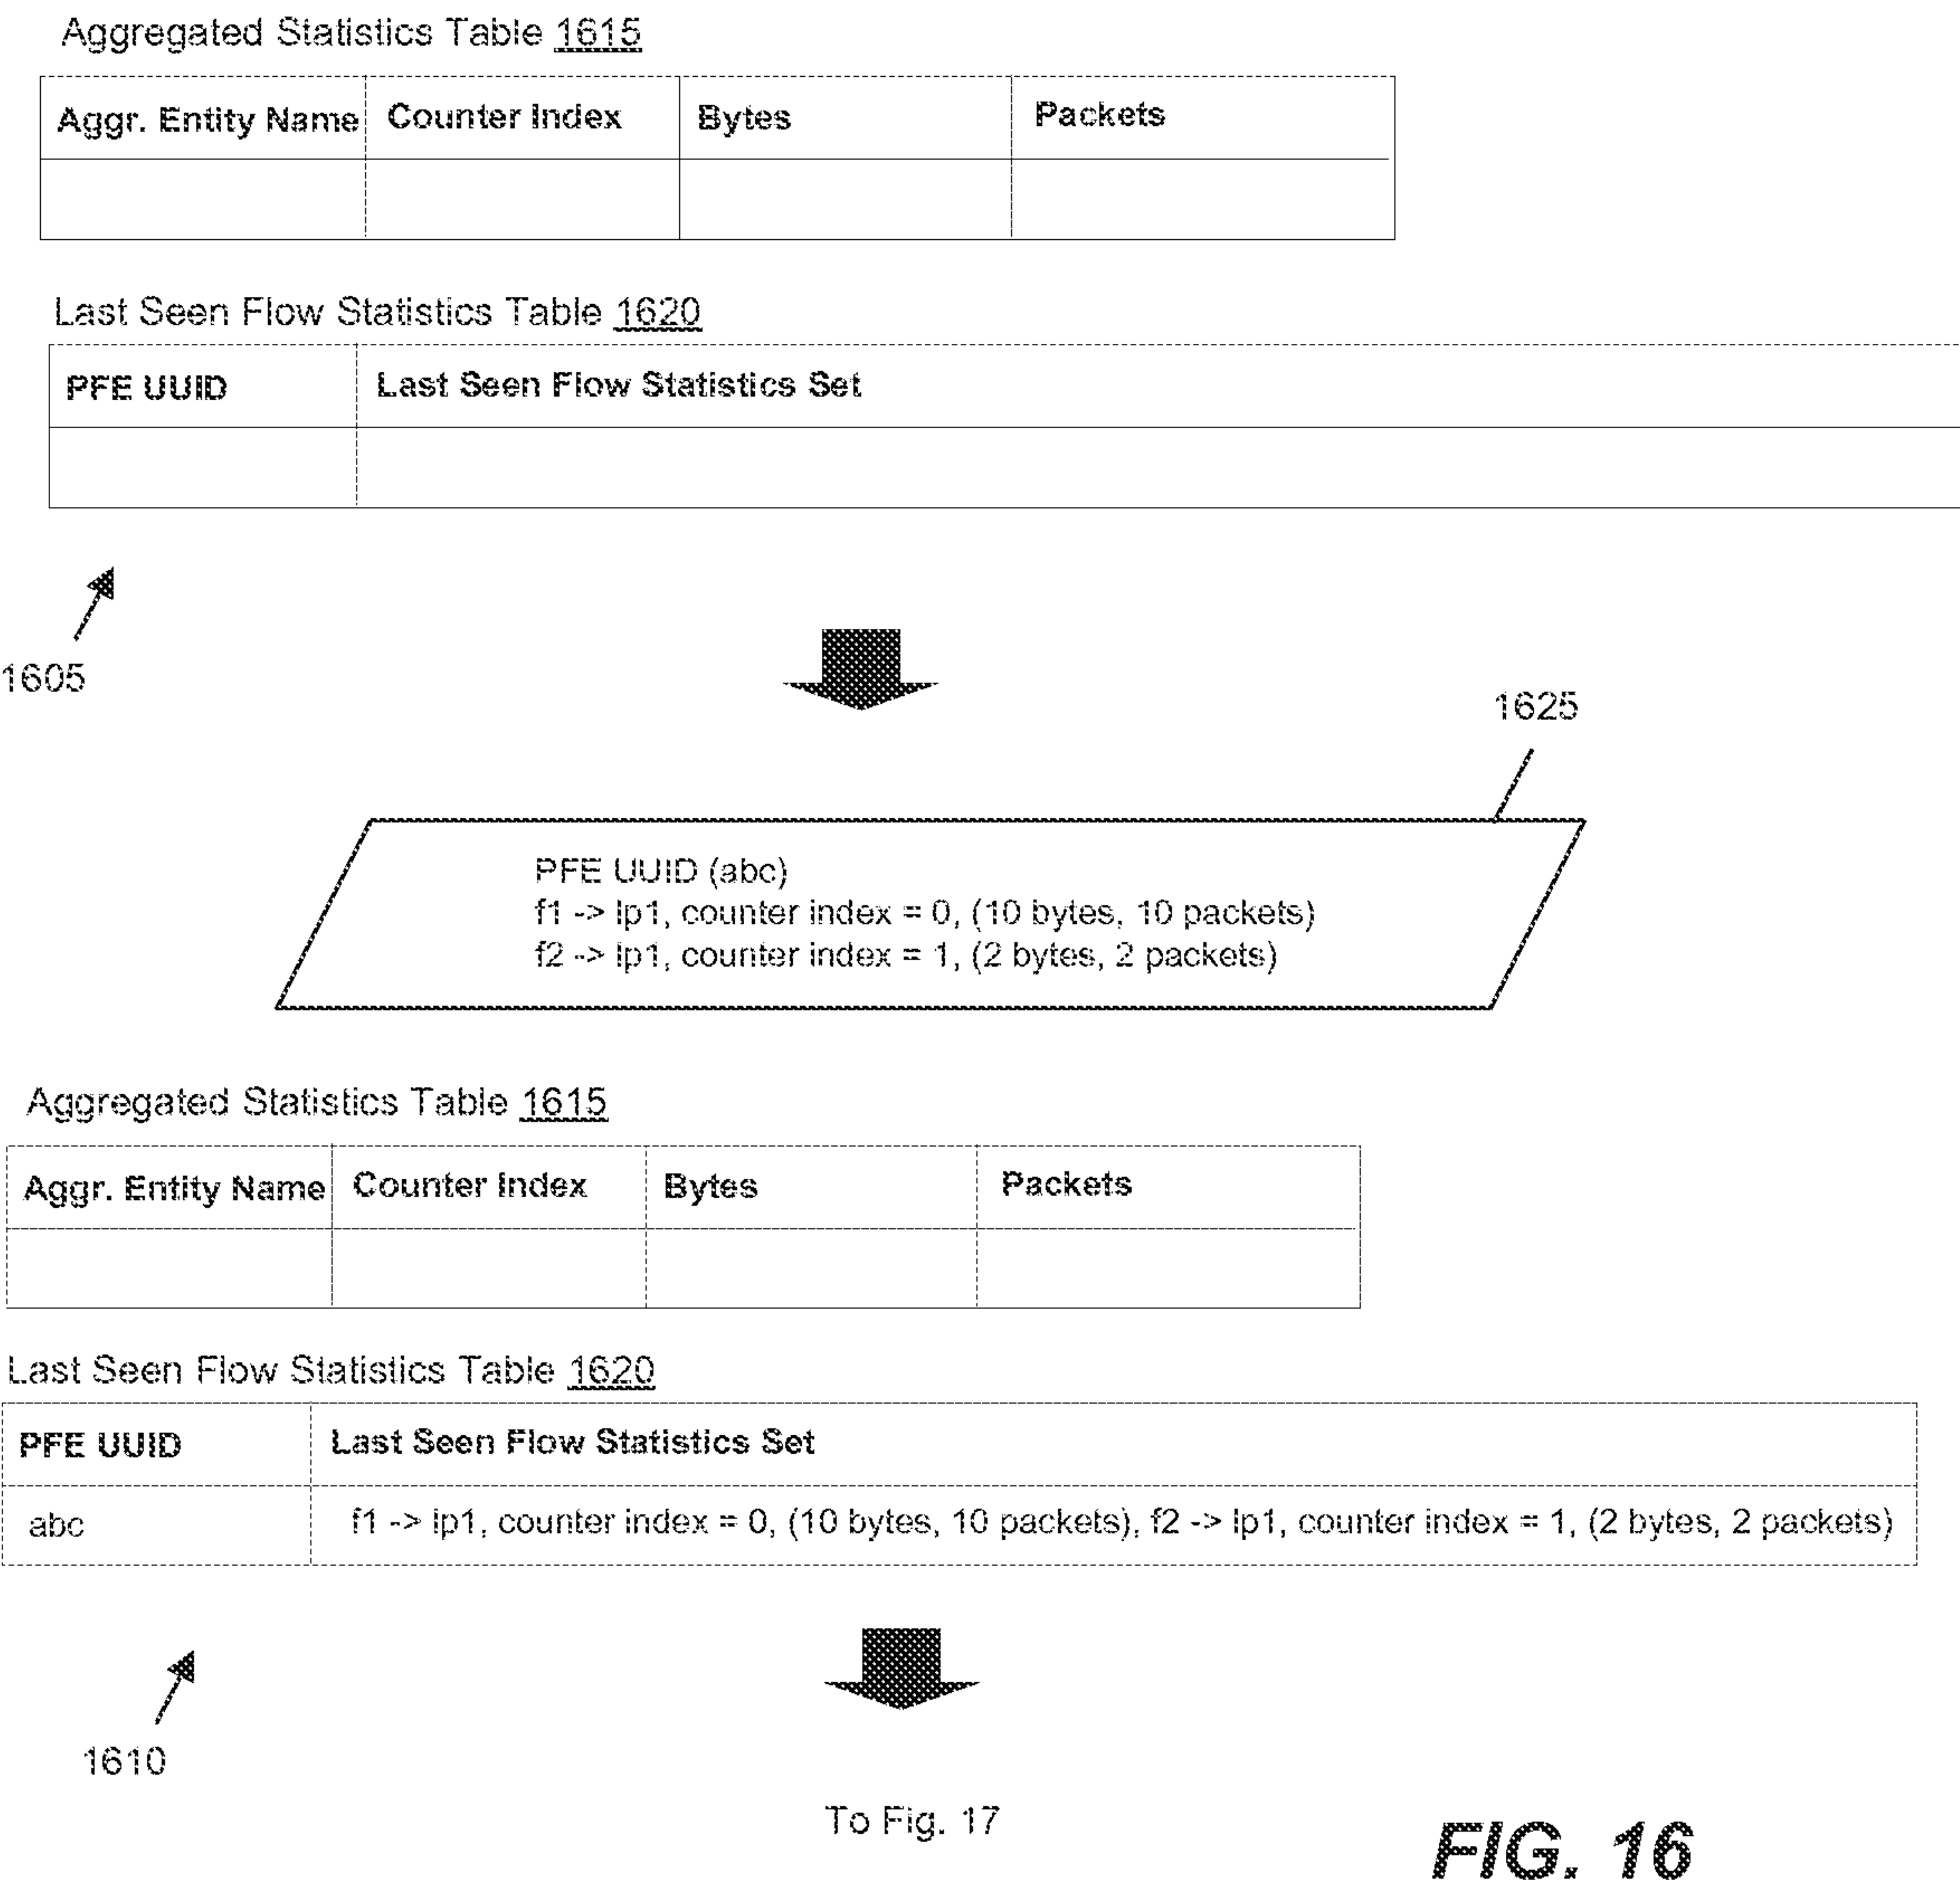 Aggregated Statistics Table 1615
Aggr. Entity Name Counter Index Bytes Packets
Last Seen Flow Statistics Table 1620
PFE UUID Last Seen Flow Statistics Set
1605
1625
PFE UUID (abc)
f1 -> lp1, counter index = 0, (10 bytes, 10 packets)
f2 -> lp1, counter index = 1, (2 bytes, 2 packets)
Aggregated Statistics Table 1615
Aggr. Entity Name Counter Index Bytes Packets
Last Seen Flow Statistics Table 1620
PFE UUID Last Seen Flow Statistics Set
abc f1 -> lp1, counter index = 0, (10 bytes, 10 packets), f2 -> lp1, counter index = 1, (2 bytes, 2 packets)
1610
To Fig. 17
FIG. 16